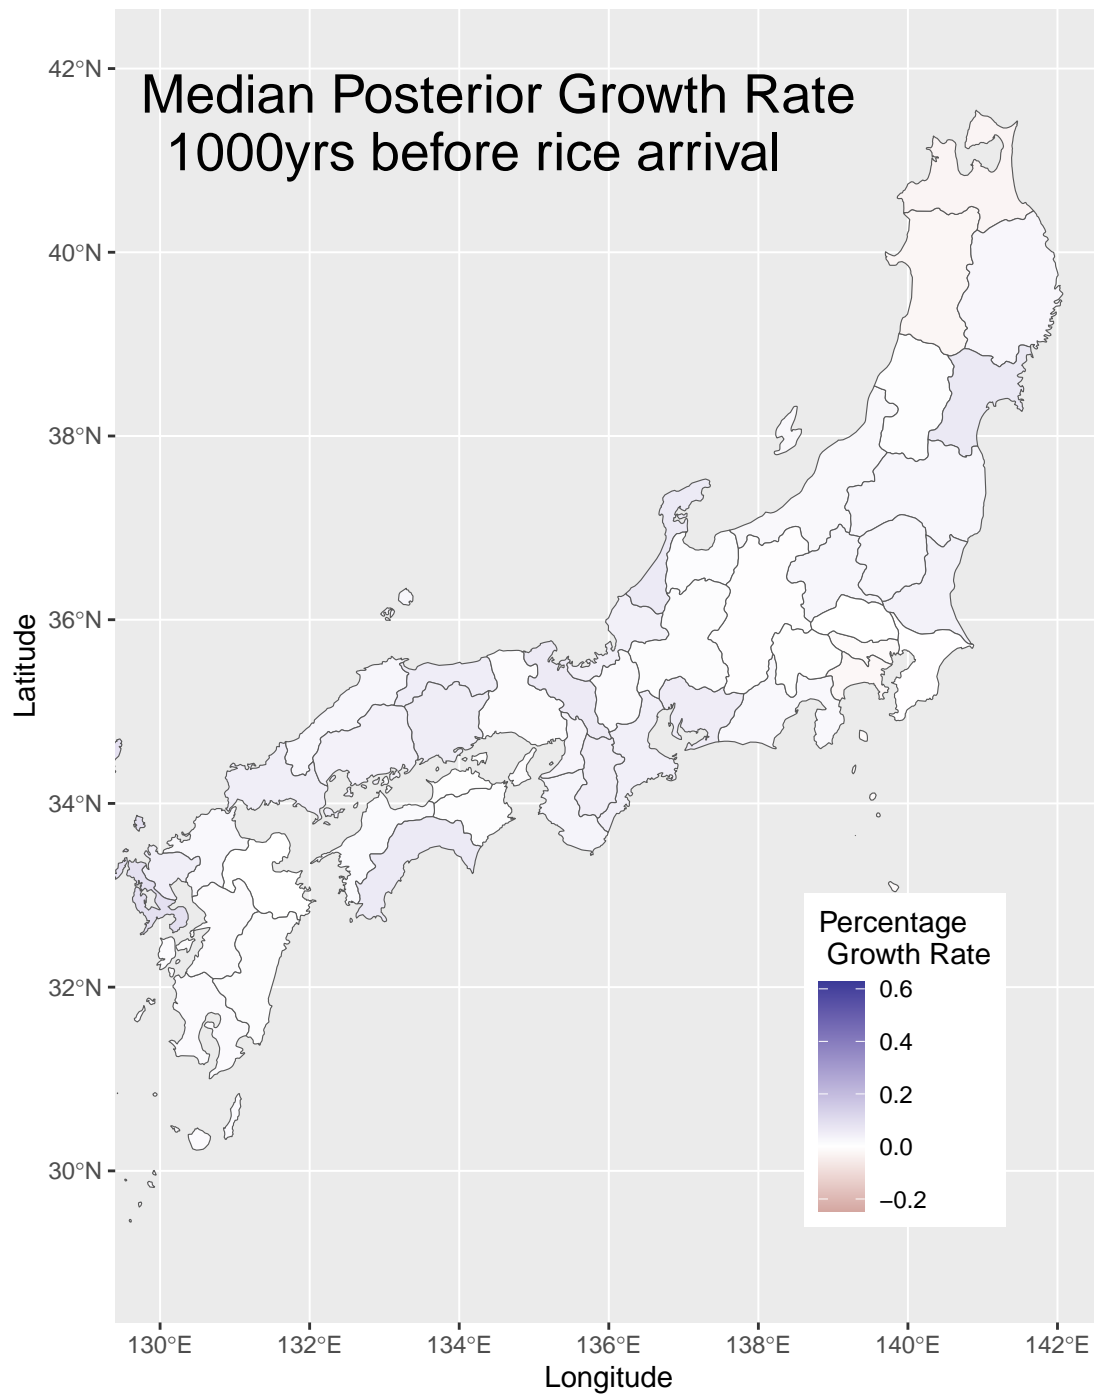 Median Posterior Growth Rate
1000yrs before rice arrival
42°N
40°N
38°N
36°N
34°N
32°N
30°N
Latitude
Percentage
Growth Rate
0.6
0.4
0.2
0.0
−0.2
130°E
132°E
134°E
136°E
138°E
140°E
142°E
Longitude